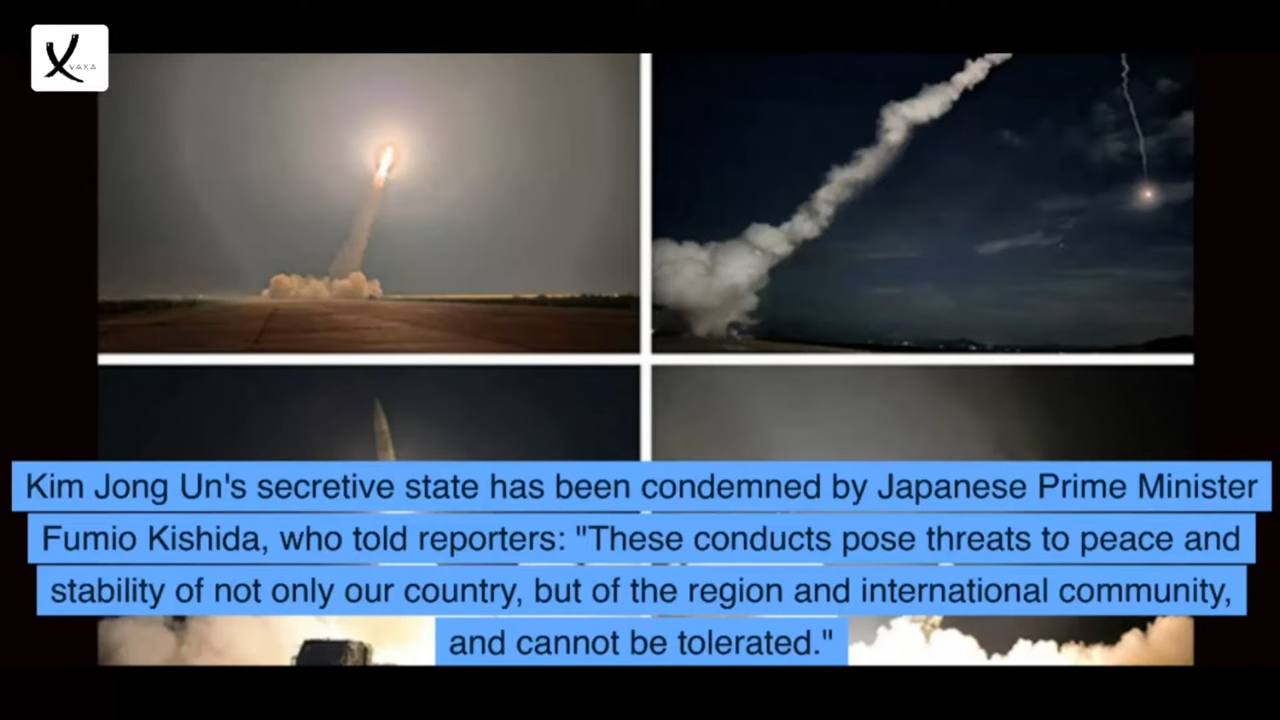 VAXA
Kim Jong Un's secretive state has been condemned by Japanese Prime Minister
Fumio Kishida, who told reporters: "These conducts pose threats to peace and
stability of not only our country, but of the region and international community,
and cannot be tolerated."